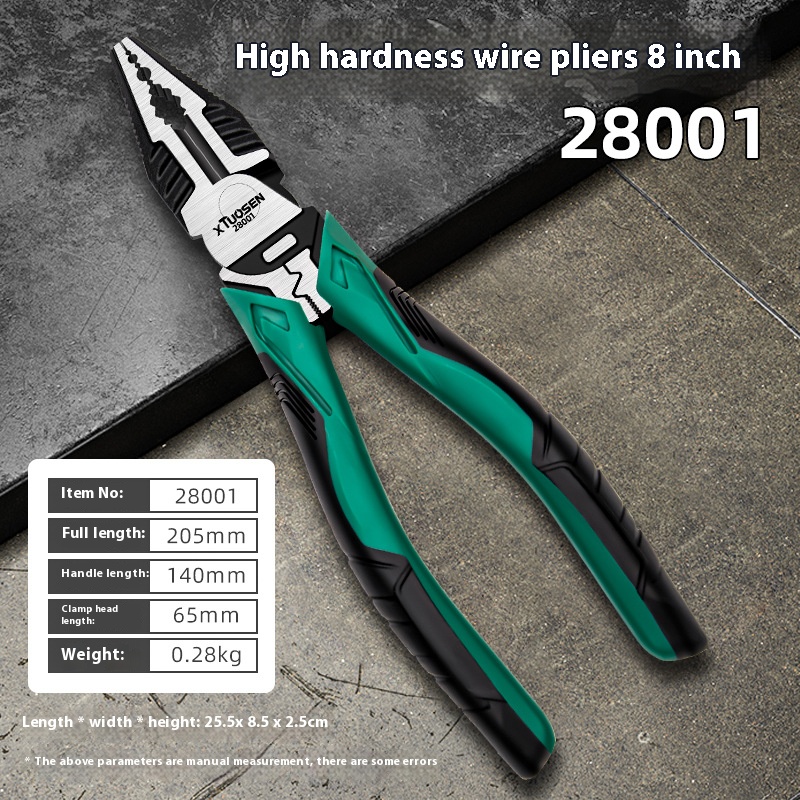 High hardness wire pliers 8 inch
28001
XTUOSEN
28001
Item No: 28001
Full length: 205mm
Handle length: 140mm
Clamp head
length: 65mm
Weight: 0.28kg
Length * width * height: 25.5x 8.5 x 2.5cm
* The above parameters are manual measurement, there are some errors